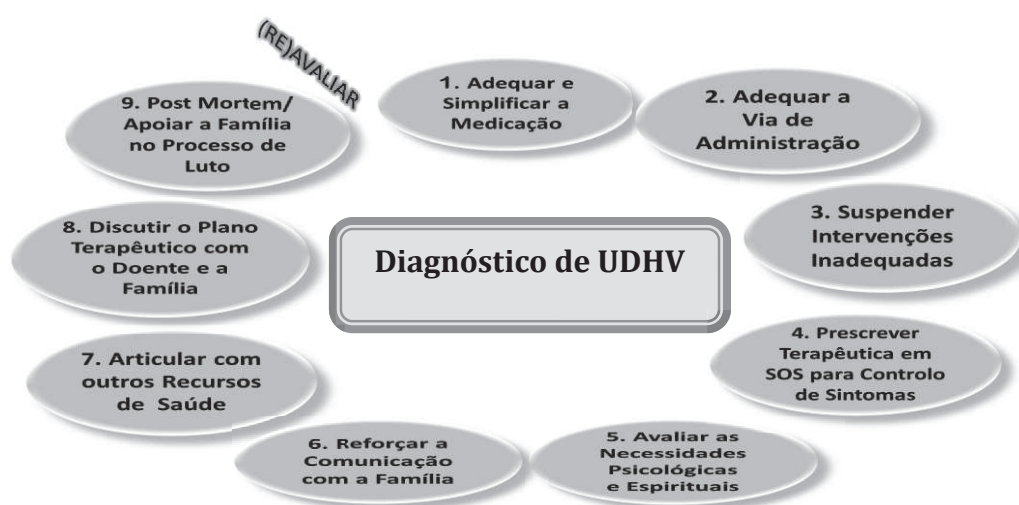 (RE)AVALIAR
1. Adequar e
Simplificar a
Medicação
2. Adequar a
Via de
Administração
3. Suspender
Intervenções
Inadequadas
4. Prescrever
Terapêutica em
SOS para Controlo
de Sintomas
5. Avaliar as
Necessidades
Psicológicas
e Espirituais
6. Reforçar a
Comunicação
com a Família
7. Articular com
outros Recursos
de Saúde
8. Discutir o Plano
Terapêutico com
o Doente e a
Família
9. Post Mortem/
Apoiar a Família
no Processo de
Luto
Diagnóstico de UDHV